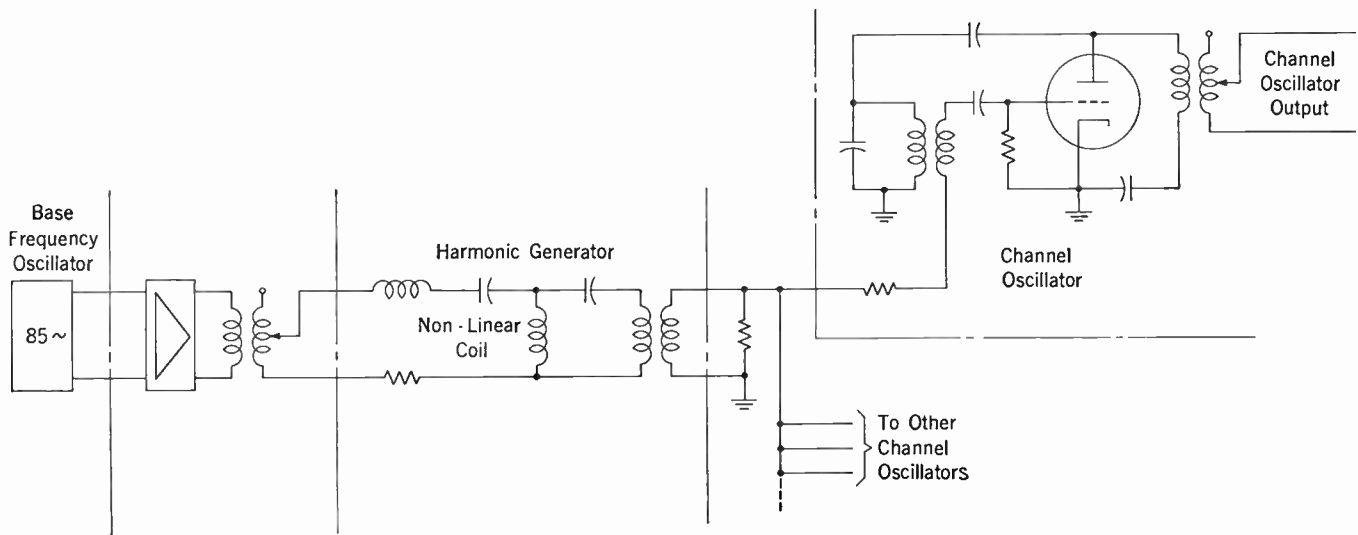 Channel
Oscillator
Output
Base
Frequency
Oscillator
85~
Harmonic Generator
Non - Linear
Coil
Channel
Oscillator
To Other
Channel
Oscillators